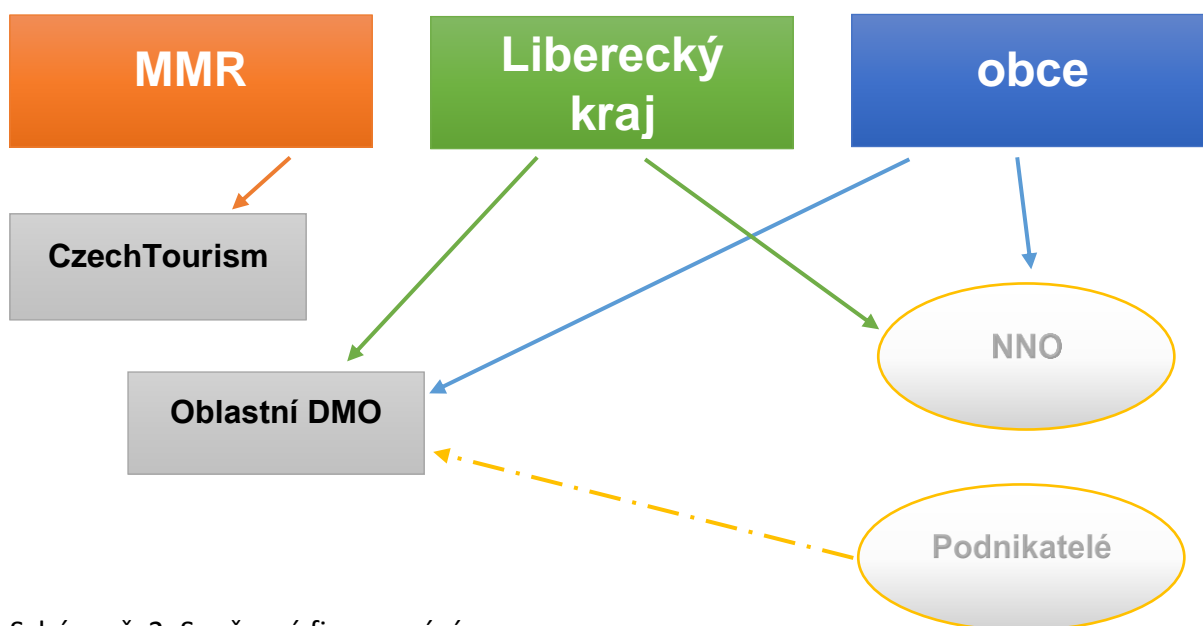 MMR
Liberecký
kraj
obce
CzechTourism
NNO
Oblastní DMO
Podnikatelé